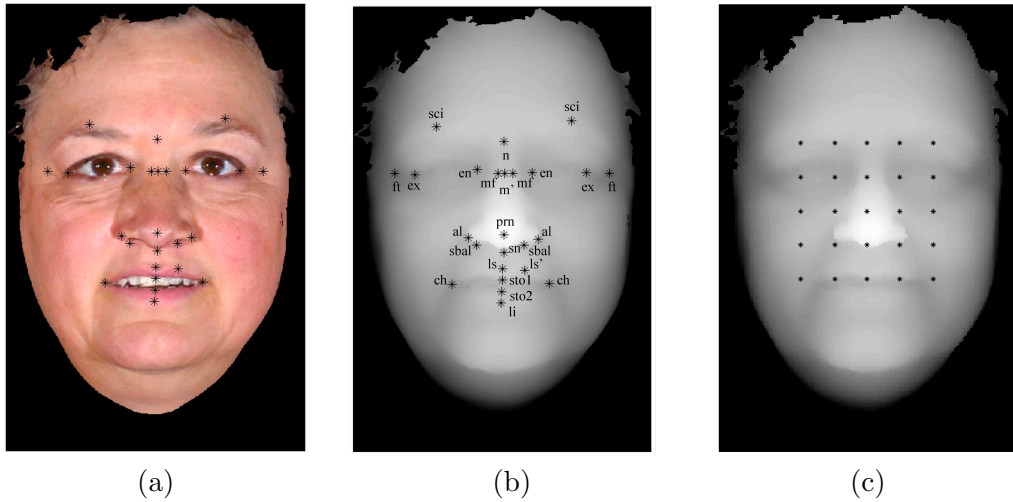 sci sci
n
en en
ft ex mf m' mf ex ft
prn
al al
sbal sn sbal
ls ls'
ch sto1 ch
sto2
li
(a) (b) (c)